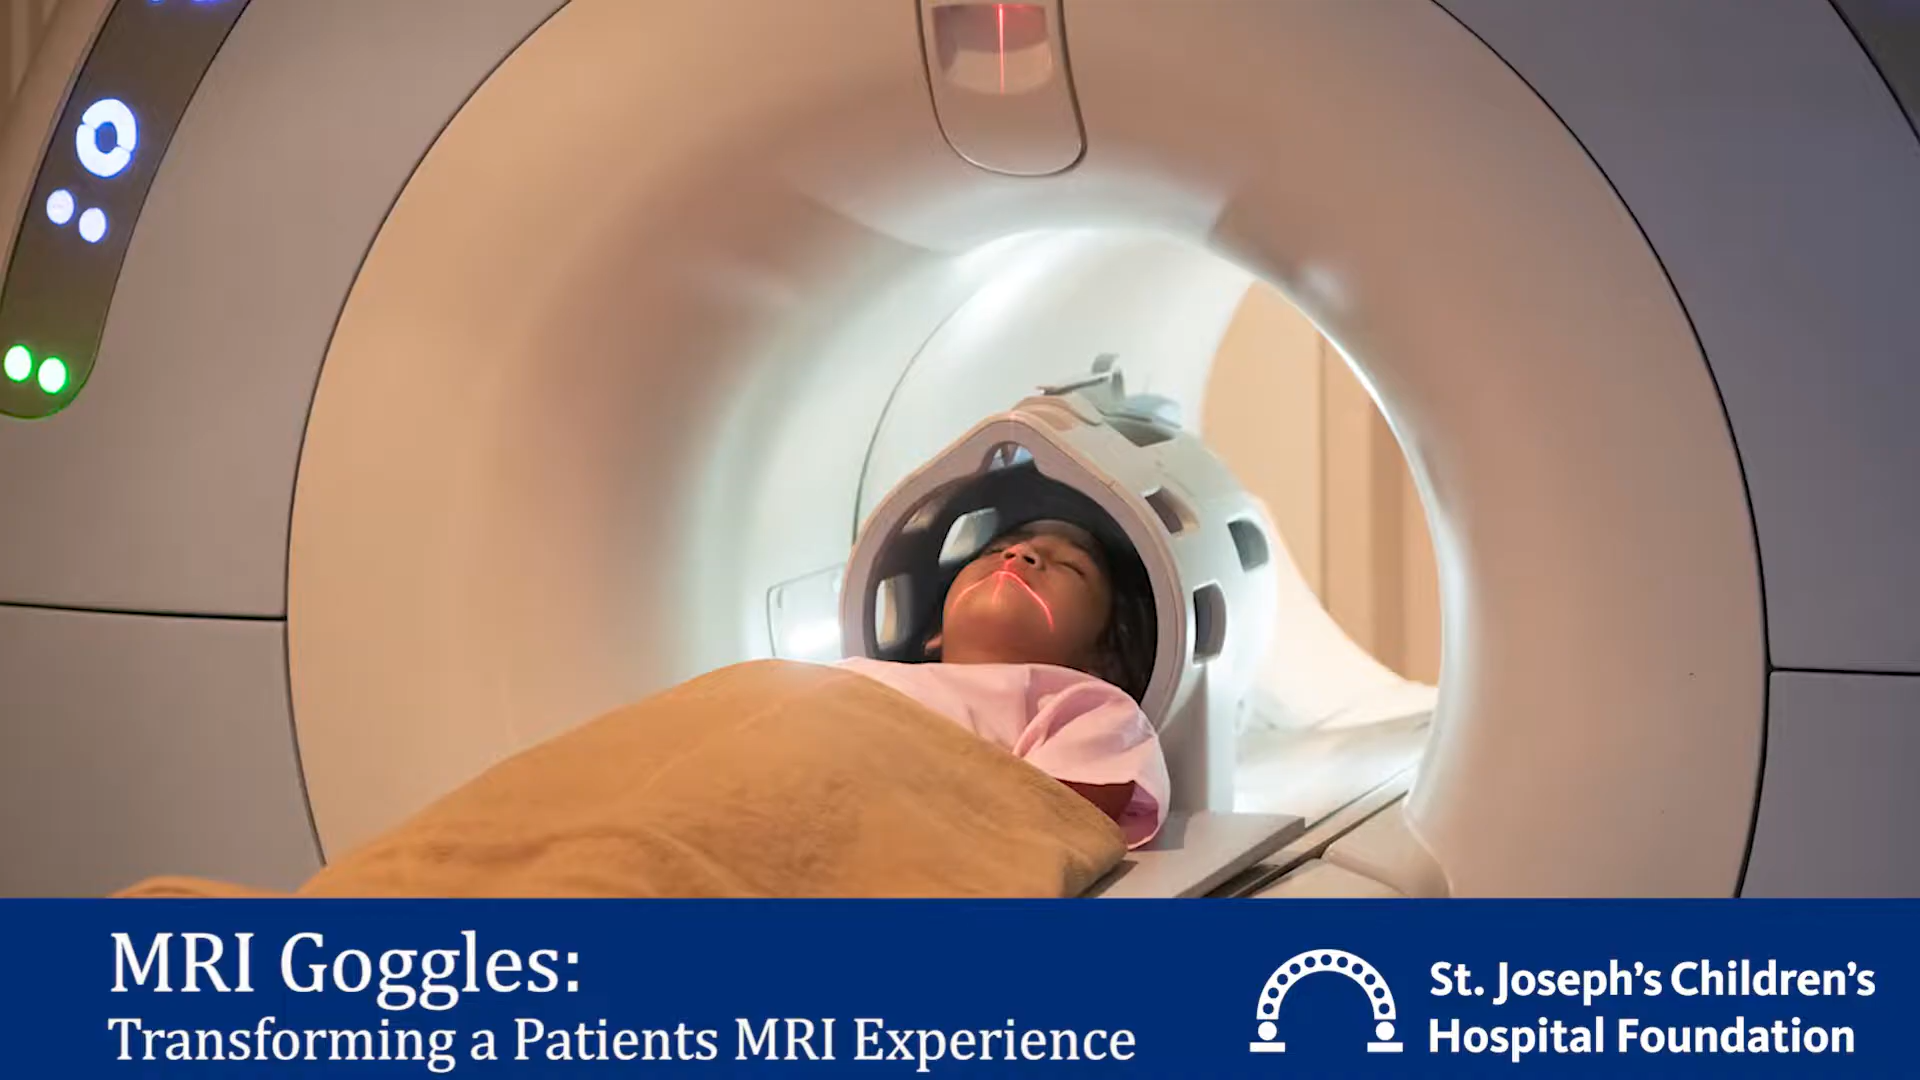 MRI Goggles:
Transforming a Patients MRI Experience
St. Joseph's Children's
Hospital Foundation